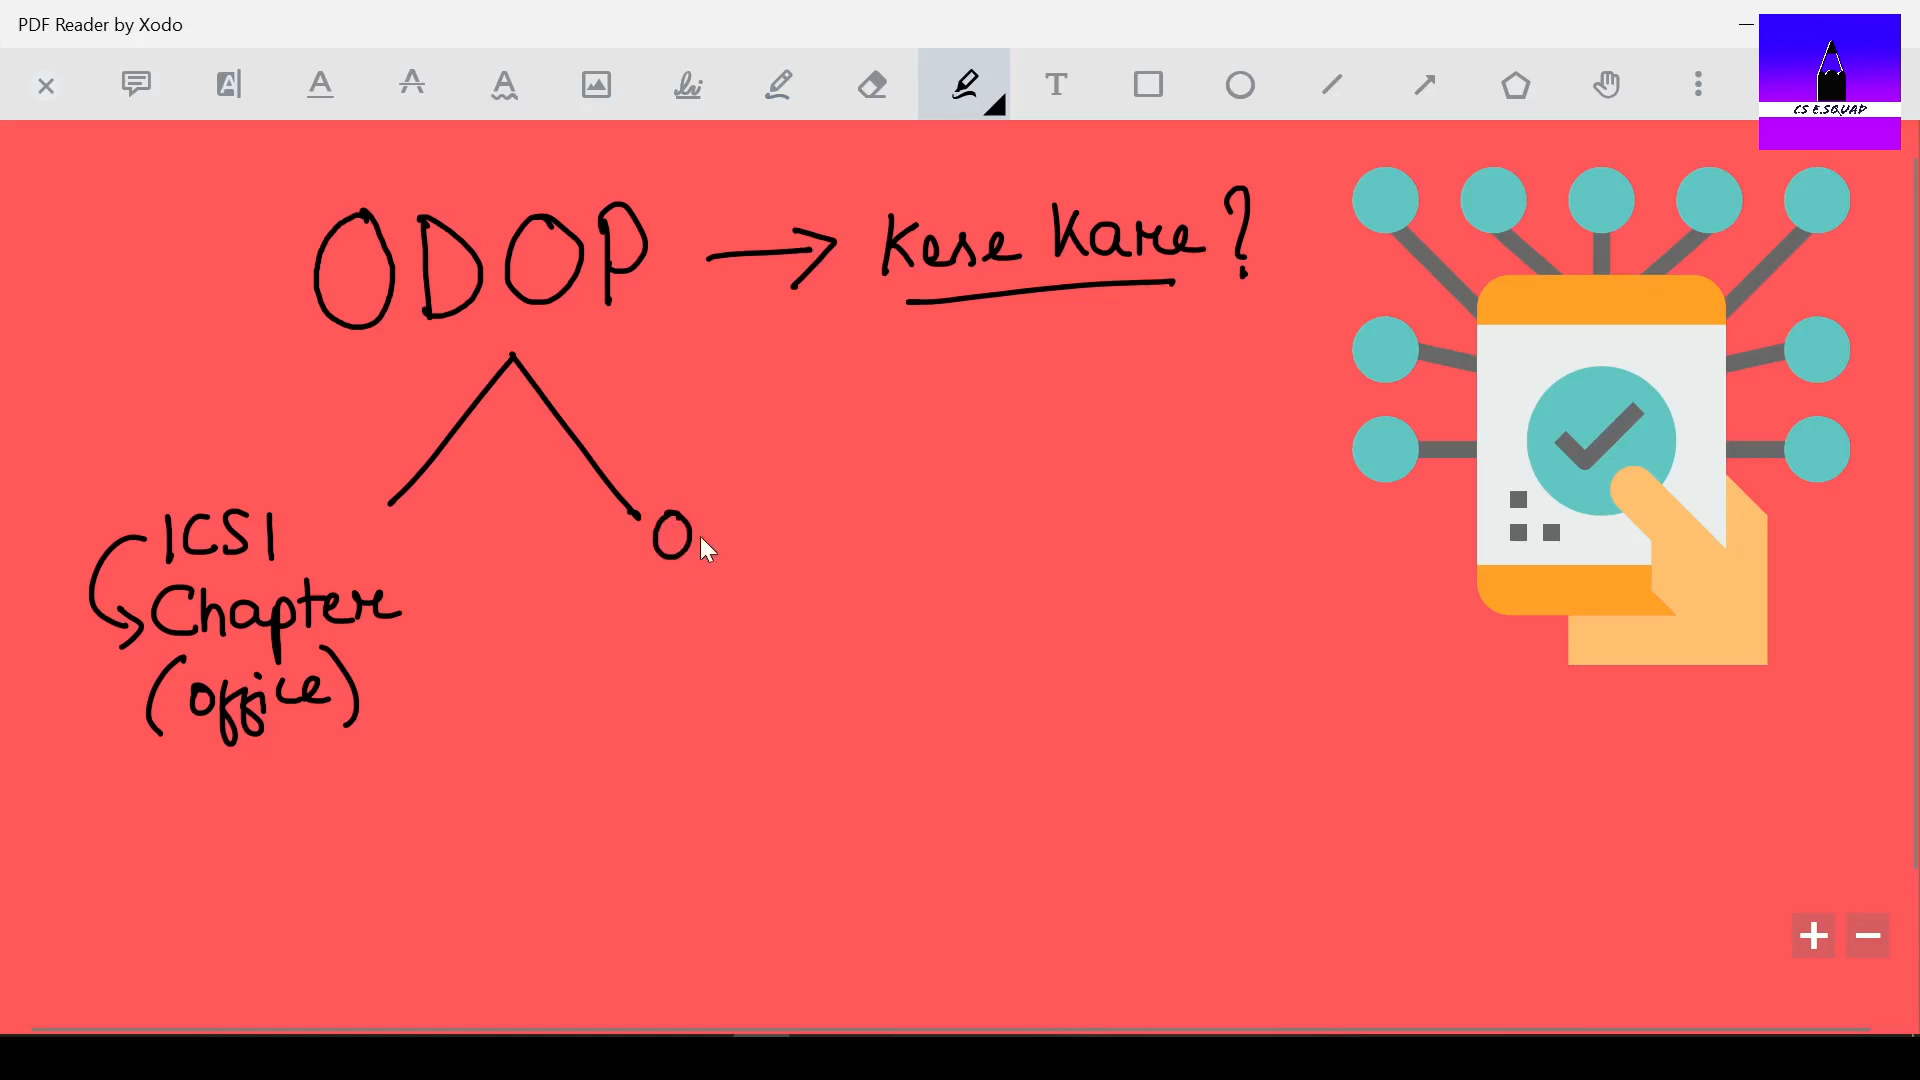 PDF Reader by Xodo
CS E.SQUAD
ODOP → Kese Kare?
ICSI
Chapter
(office)
O